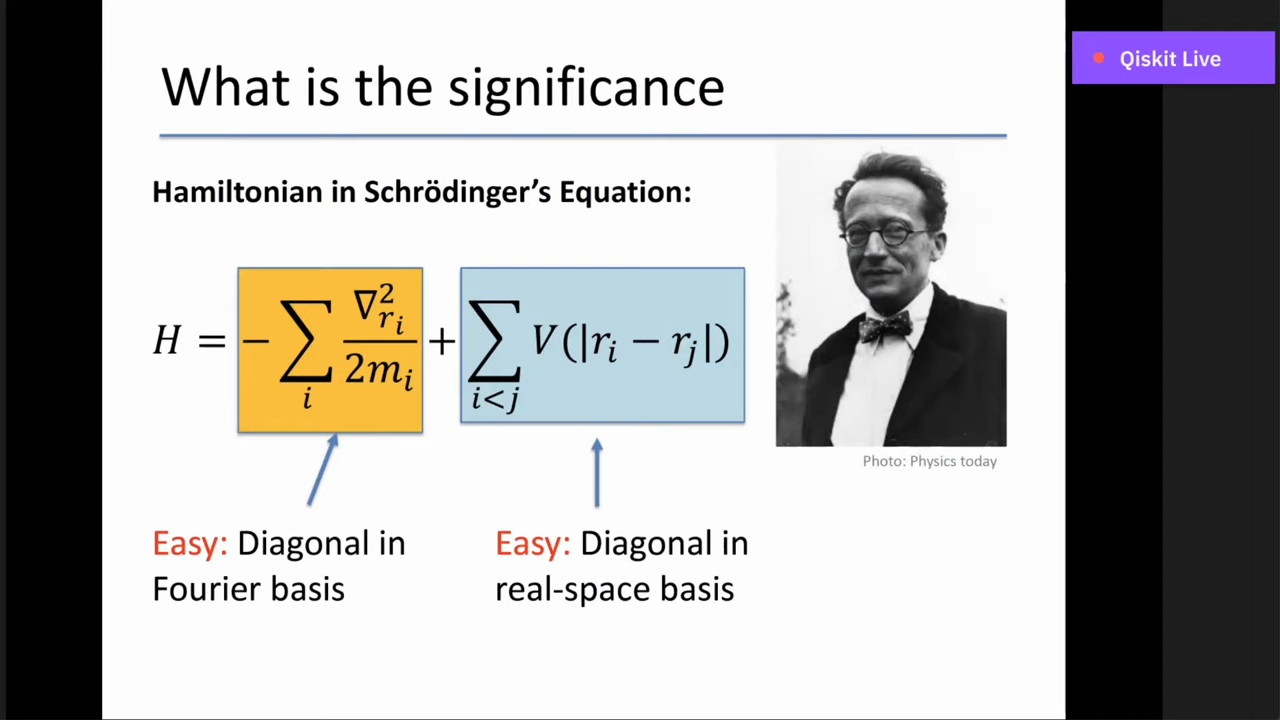 What is the significance
Qiskit Live
Hamiltonian in Schrödinger's Equation:
H = − ∑_i ∇²_{r_i} / 2m_i + ∑_{i<j} V(|r_i − r_j|)
Photo: Physics today
Easy: Diagonal in
Fourier basis
Easy: Diagonal in
real-space basis